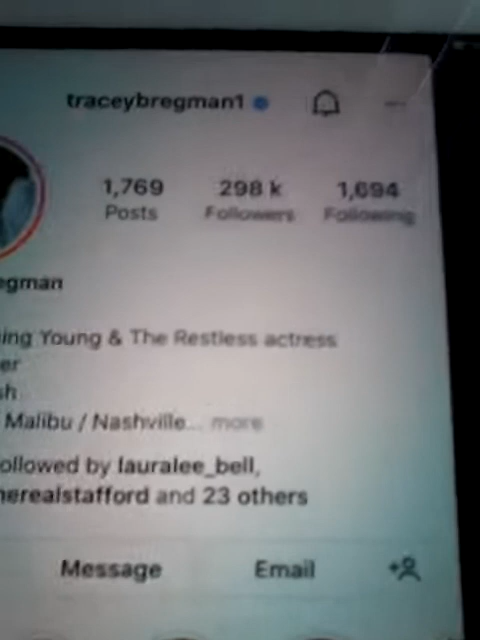 traceybregman1
1,769 298 k 1,694
Posts Followers Following
egman
ing Young & The Restless actress
er
sh
Malibu / Nashville... more
ollowed by lauralee_bell,
herealstafford and 23 others
Message Email